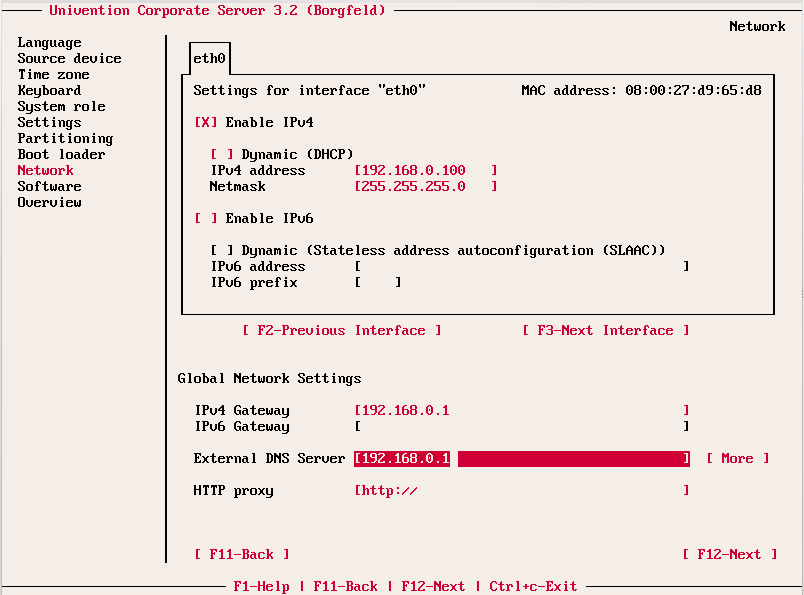 Univention Corporate Server 3.2 (Borgfeld)
Network
Language
Source device
Time zone
Keyboard
System role
Settings
Partitioning
Boot loader
Network
Software
Overview
eth0
Settings for interface "eth0" MAC address: 08:00:27:d9:65:d8
[X] Enable IPv4
[ ] Dynamic (DHCP)
IPv4 address [192.168.0.100 ]
Netmask [255.255.255.0 ]
[ ] Enable IPv6
[ ] Dynamic (Stateless address autoconfiguration (SLAAC))
IPv6 address [ ]
IPv6 prefix [ ]
[ F2-Previous Interface ] [ F3-Next Interface ]
Global Network Settings
IPv4 Gateway [192.168.0.1 ]
IPv6 Gateway [ ]
External DNS Server [192.168.0.1 ] [ More ]
HTTP proxy [http:// ]
[ F11-Back ] [ F12-Next ]
F1-Help | F11-Back | F12-Next | Ctrl+c-Exit